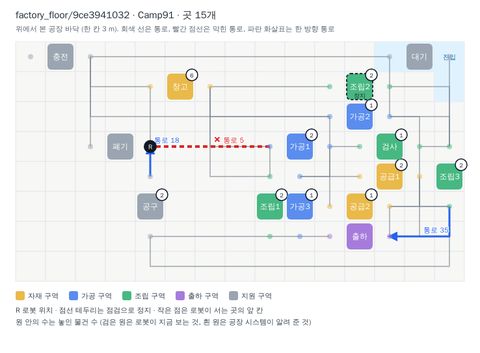 factory_floor/9ce3941032 · Camp91 · 곳 15개
위에서 본 공장 바닥 (한 칸 3 m). 회색 선은 통로, 빨간 점선은 막힌 통로, 파란 화살표는 한 방향 통로
충전
대기
진입
창고
6
조립2
2
정지
가공2
1
폐기
R
통로 18
✕ 통로 5
가공1
2
검사
1
공급1
2
조립3
2
공구
2
조립1
2
가공3
1
공급2
1
출하
통로 35
자재 구역
가공 구역
조립 구역
출하 구역
지원 구역
R 로봇 위치 · 점선 테두리는 점검으로 정지 · 작은 점은 로봇이 서는 곳의 앞 칸
원 안의 수는 놓인 물건 수 (검은 원은 로봇이 지금 보는 것, 흰 원은 공장 시스템이 알려 준 것)